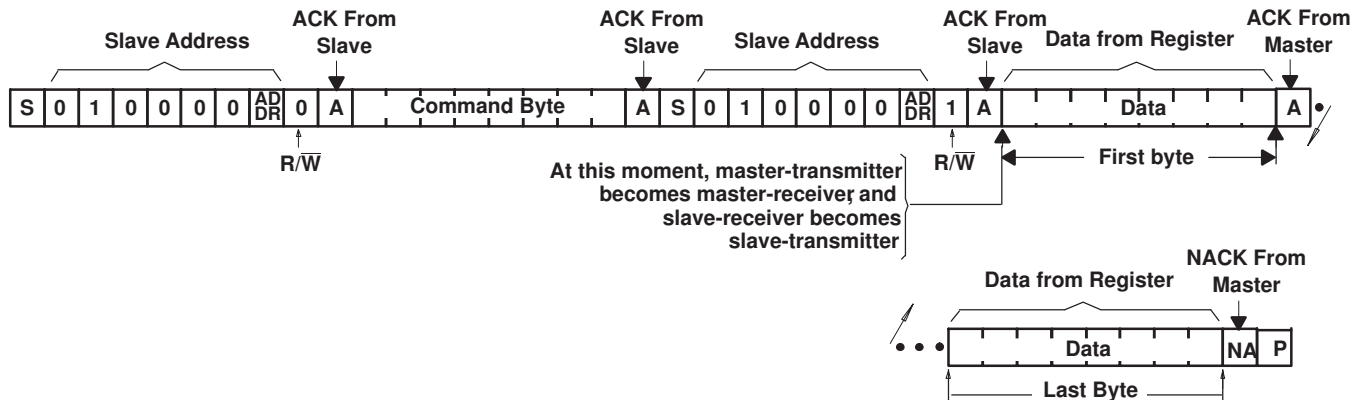 Slave Address
ACK From
Slave
ACK From
Slave
Slave Address
ACK From
Slave
Data from Register
ACK From
Master
S 0 1 0 0 0 0 AD DR 0 A Command Byte A S 0 1 0 0 0 0 AD DR 1 A Data A
R/W̅
R/W̅
First byte
At this moment, master-transmitter
becomes master-receiver, and
slave-receiver becomes
slave-transmitter
Data from Register
NACK From
Master
Data NA P
Last Byte